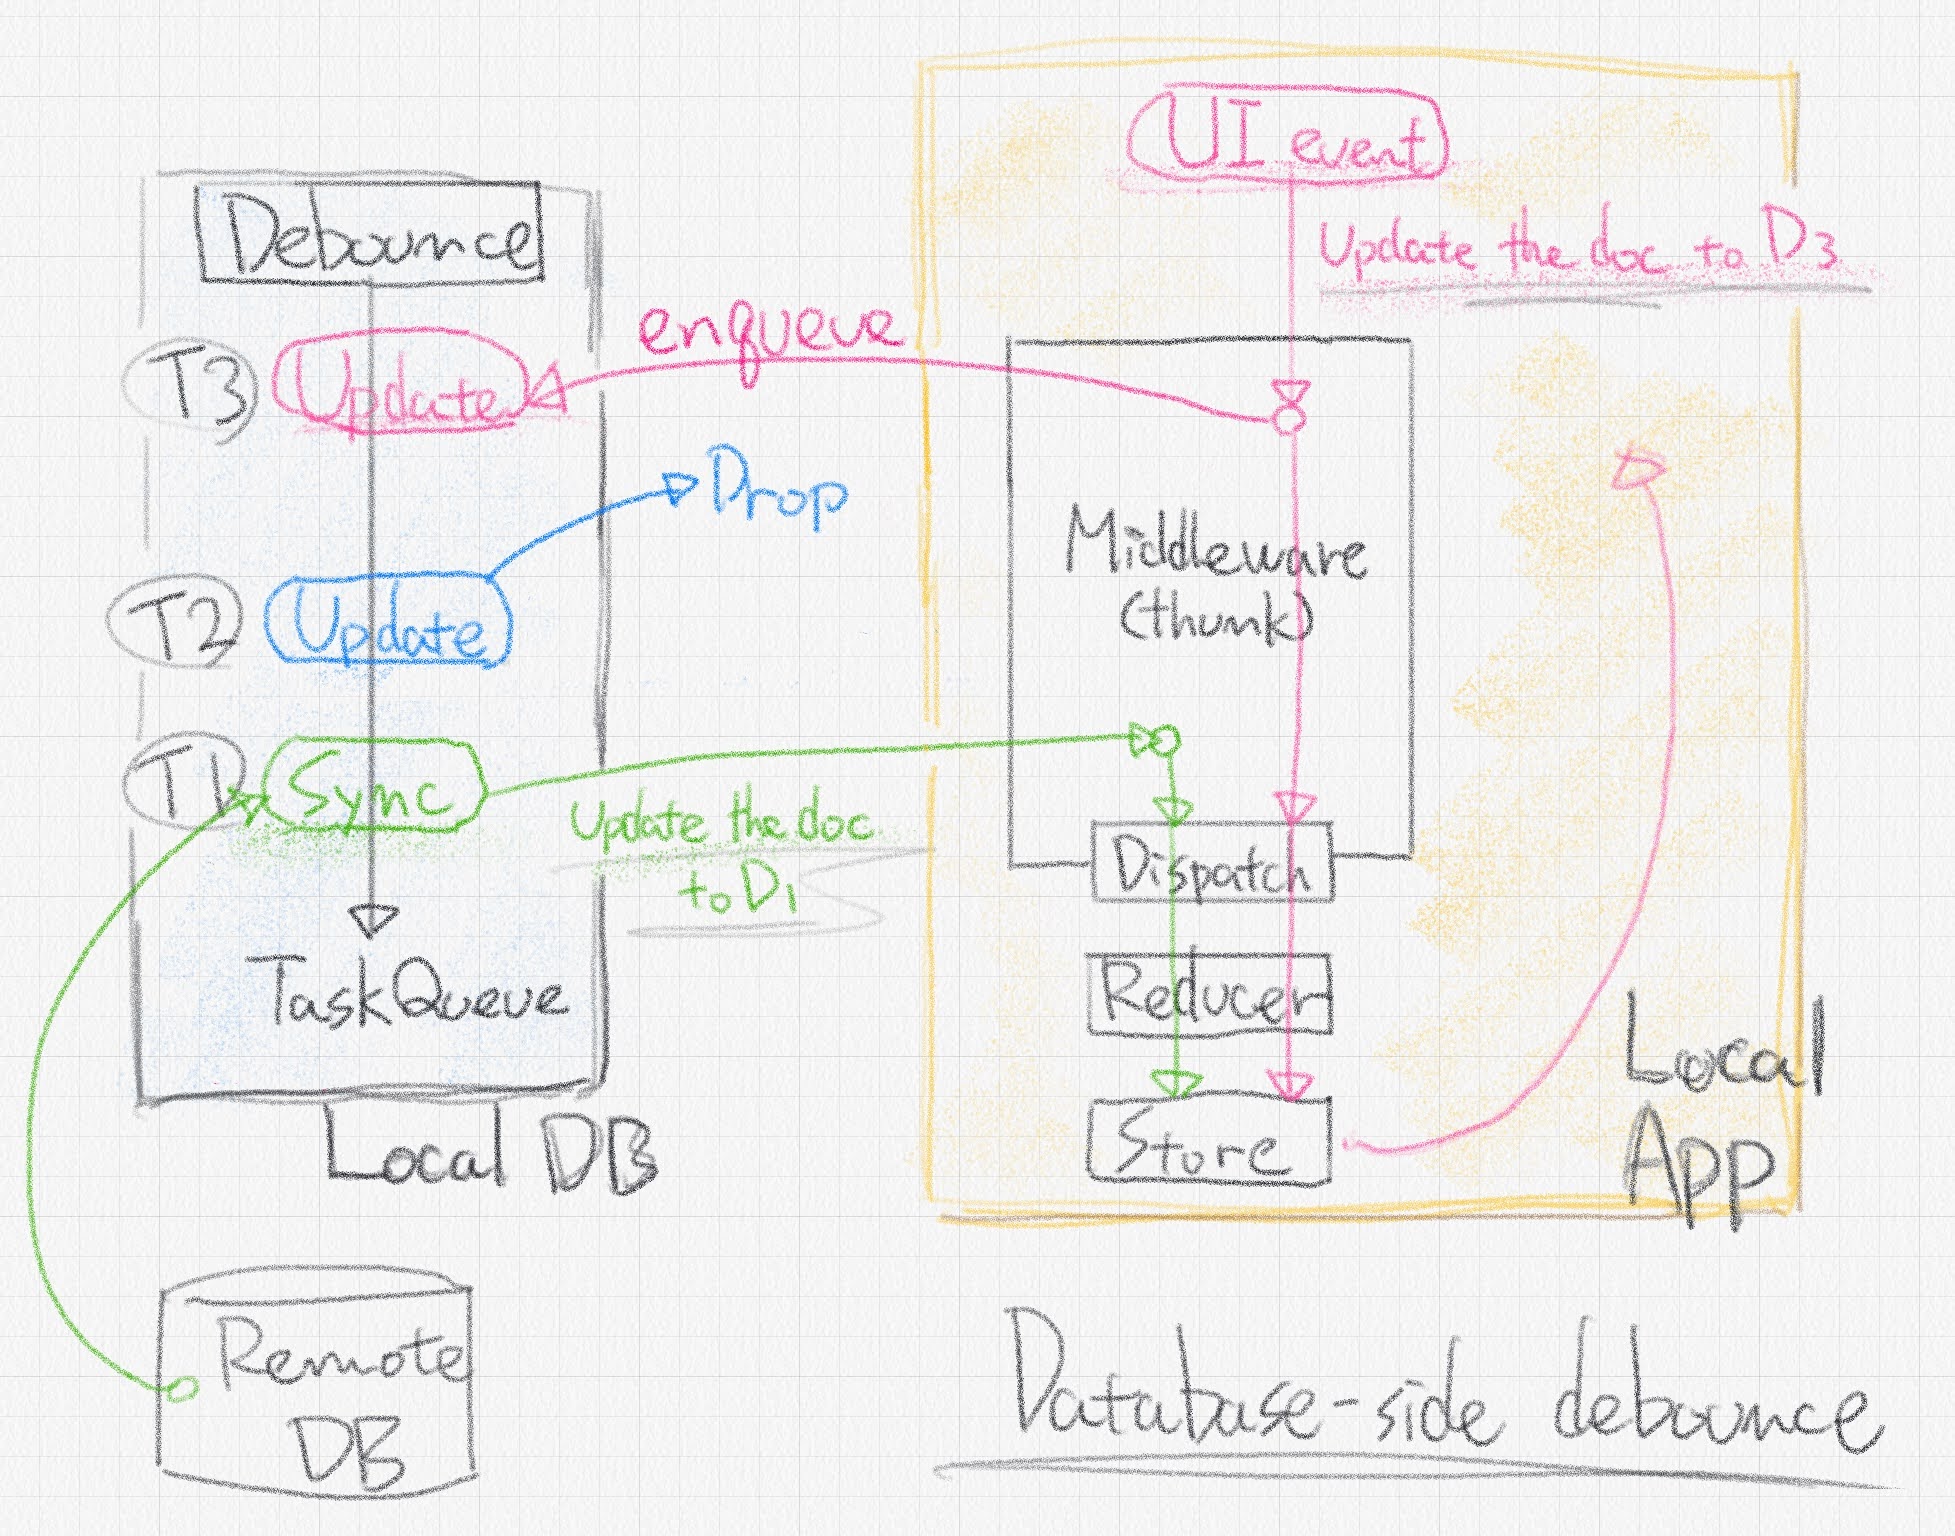 UI event
Update the doc to D3
Debounce
enqueue
T3
Update
Drop
Middleware
(thunk)
T2
Update
T1
Sync
Update the doc
to D1
Dispatch
TaskQueue
Reducer
Store
Local
App
Local DB
Remote
DB
Database-side debounce